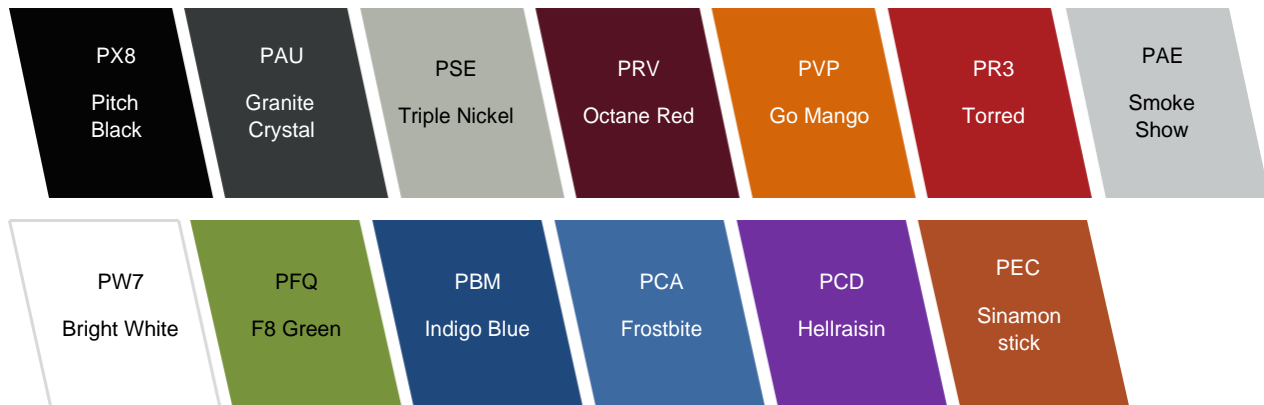 PX8
Pitch
Black
PAU
Granite
Crystal
PSE
Triple Nickel
PRV
Octane Red
PVP
Go Mango
PR3
Torred
PAE
Smoke
Show
PW7
Bright White
PFQ
F8 Green
PBM
Indigo Blue
PCA
Frostbite
PCD
Hellraisin
PEC
Sinamon
stick